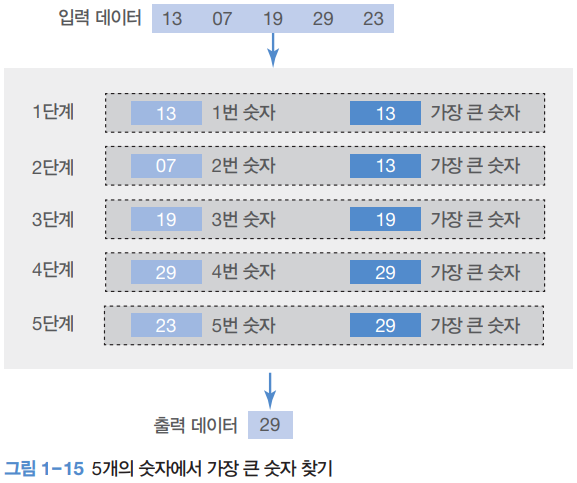 입력 데이터 13 07 19 29 23
1단계 13 1번 숫자 13 가장 큰 숫자
2단계 07 2번 숫자 13 가장 큰 숫자
3단계 19 3번 숫자 19 가장 큰 숫자
4단계 29 4번 숫자 29 가장 큰 숫자
5단계 23 5번 숫자 29 가장 큰 숫자
출력 데이터 29
그림 1-15 5개의 숫자에서 가장 큰 숫자 찾기